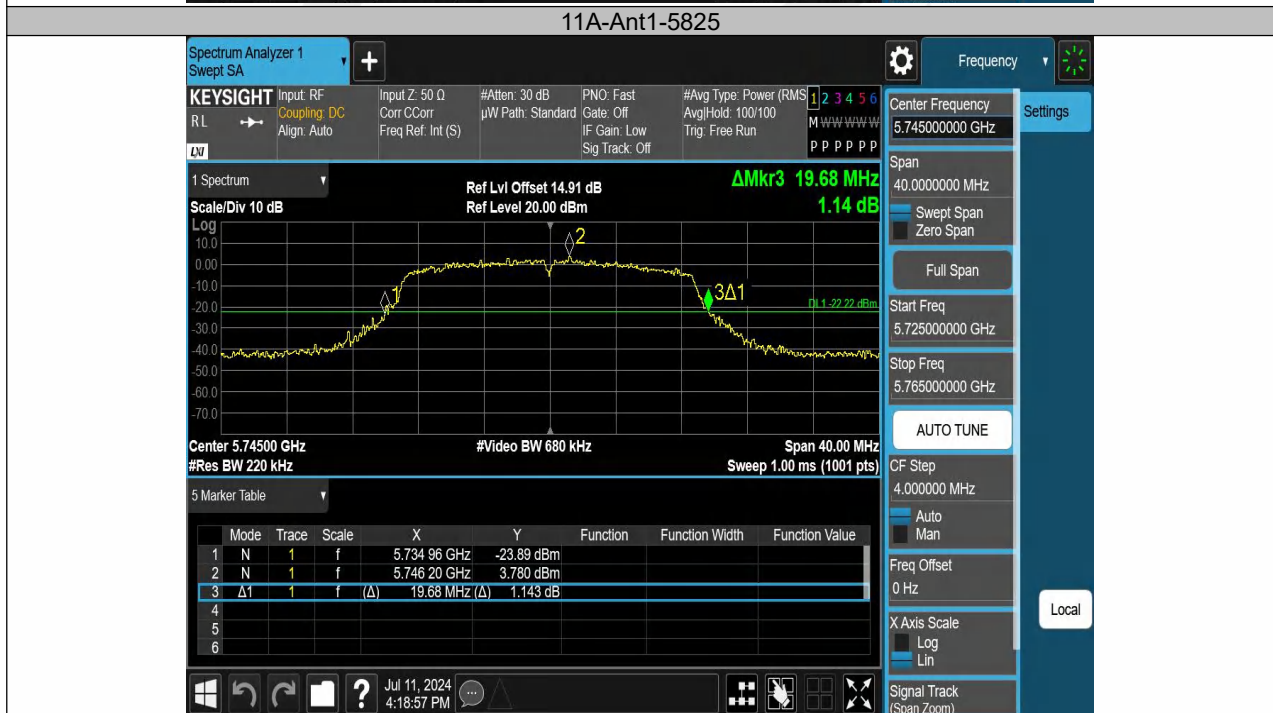 11A-Ant1-5825
Spectrum Analyzer 1
Swept SA
+
Frequency
KEYSIGHT
RL
LXI
Input: RF
Coupling: DC
Align: Auto
Input Z: 50 Ω
Corr CCorr
Freq Ref: Int (S)
#Atten: 30 dB
µW Path: Standard
PNO: Fast
Gate: Off
IF Gain: Low
Sig Track: Off
#Avg Type: Power (RMS
Avg|Hold: 100/100
Trig: Free Run
1 2 3 4 5 6
M W W W W W
P P P P P P
Center Frequency
5.745000000 GHz
Settings
Span
40.0000000 MHz
Swept Span
Zero Span
Full Span
Start Freq
5.725000000 GHz
Stop Freq
5.765000000 GHz
AUTO TUNE
CF Step
4.000000 MHz
Auto
Man
Freq Offset
0 Hz
X Axis Scale
Log
Lin
Signal Track
(Span Zoom)
Local
1 Spectrum
Scale/Div 10 dB
Ref Lvl Offset 14.91 dB
Ref Level 20.00 dBm
ΔMkr3 19.68 MHz
1.14 dB
Log
10.0
0.00
-10.0
-20.0
-30.0
-40.0
-50.0
-60.0
-70.0
1
2
3Δ1
DL1 -22.22 dBm
Center 5.74500 GHz
#Video BW 680 kHz
Span 40.00 MHz
#Res BW 220 kHz
Sweep 1.00 ms (1001 pts)
5 Marker Table
Mode Trace Scale X Y Function Function Width Function Value
1 N 1 f 5.734 96 GHz -23.89 dBm
2 N 1 f 5.746 20 GHz 3.780 dBm
3 Δ1 1 f (Δ) 19.68 MHz (Δ) 1.143 dB
4
5
6
?
Jul 11, 2024
4:18:57 PM